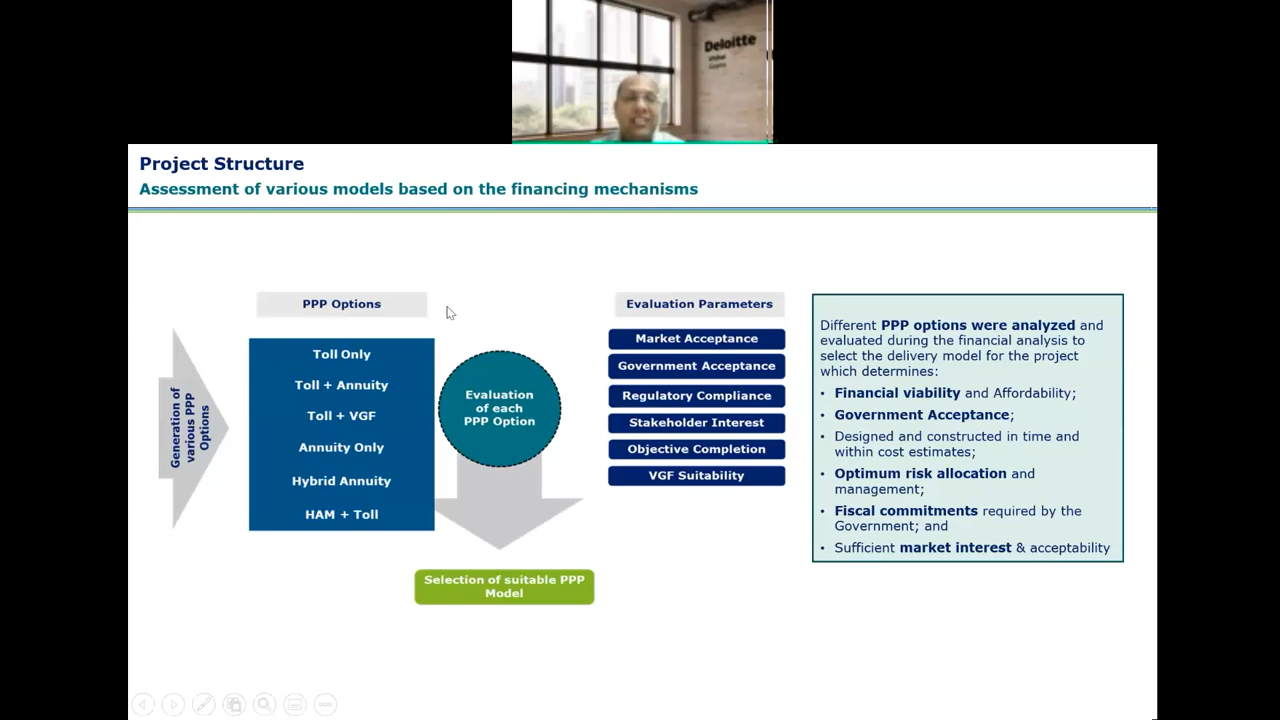 Deloitte
Project Structure
Assessment of various models based on the financing mechanisms
Generation of
various PPP
Options
PPP Options
Toll Only
Toll + Annuity
Toll + VGF
Annuity Only
Hybrid Annuity
HAM + Toll
Evaluation
of each
PPP Option
Selection of suitable PPP
Model
Evaluation Parameters
Market Acceptance
Government Acceptance
Regulatory Compliance
Stakeholder Interest
Objective Completion
VGF Suitability
Different PPP options were analyzed and
evaluated during the financial analysis to
select the delivery model for the project
which determines:
• Financial viability and Affordability;
• Government Acceptance;
• Designed and constructed in time and
within cost estimates;
• Optimum risk allocation and
management;
• Fiscal commitments required by the
Government; and
• Sufficient market interest & acceptability